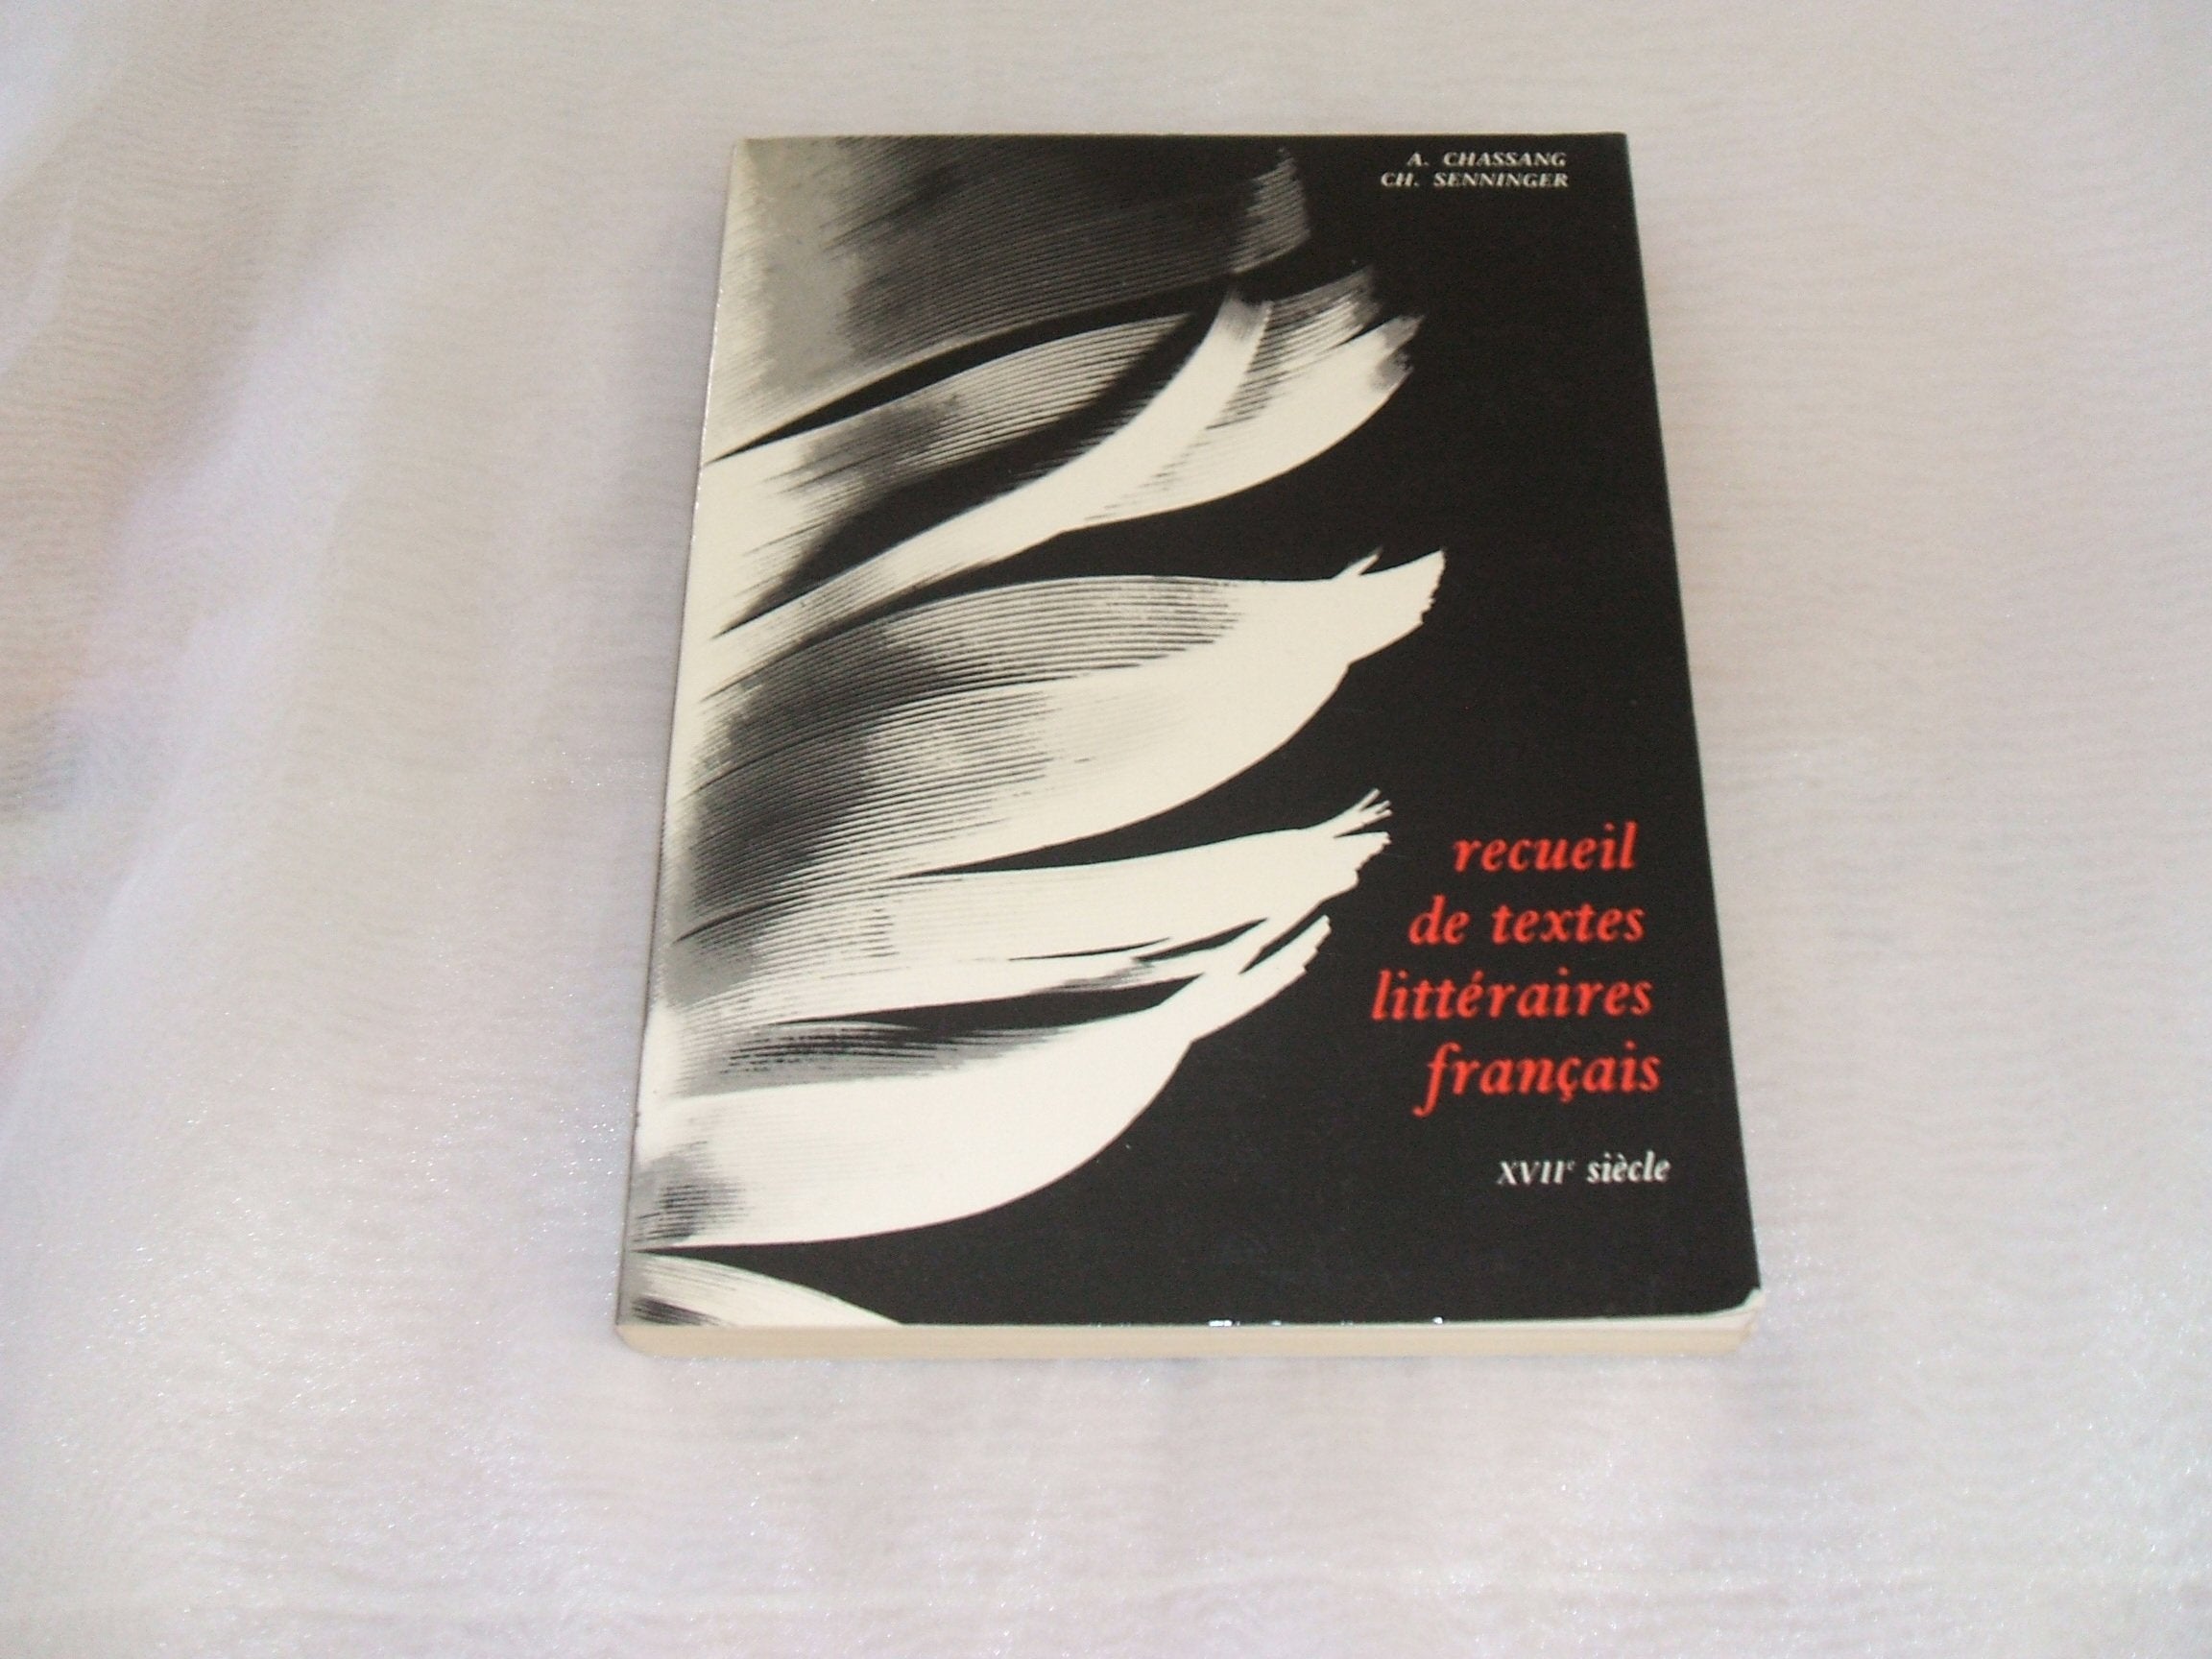 A. CHASSANG
CH. SENNINGER
recueil
de textes
littéraires
français
XVIIe siècle